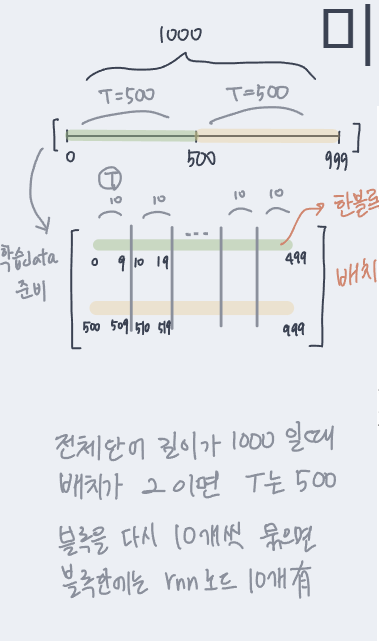 미
1000
T=500 T=500
0 500 999
T
10 10 10 10
한블록
학습data
준비
0 9 10 19 ... 499
배치
500 509 510 519 999
전체단어 길이가 1000 일때
배치가 2 이면 T는 500
블록을 다시 10개씩 묶으면
블록안에는 rnn노드 10개有